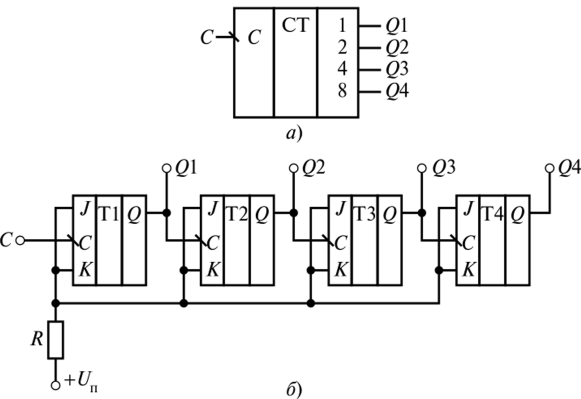 CT
C C 1 Q1
2 Q2
4 Q3
8 Q4
а)
Q1 Q2 Q3 Q4
J T1 Q J T2 Q J T3 Q J T4 Q
C C C C C
K K K K
R
+Uп
б)